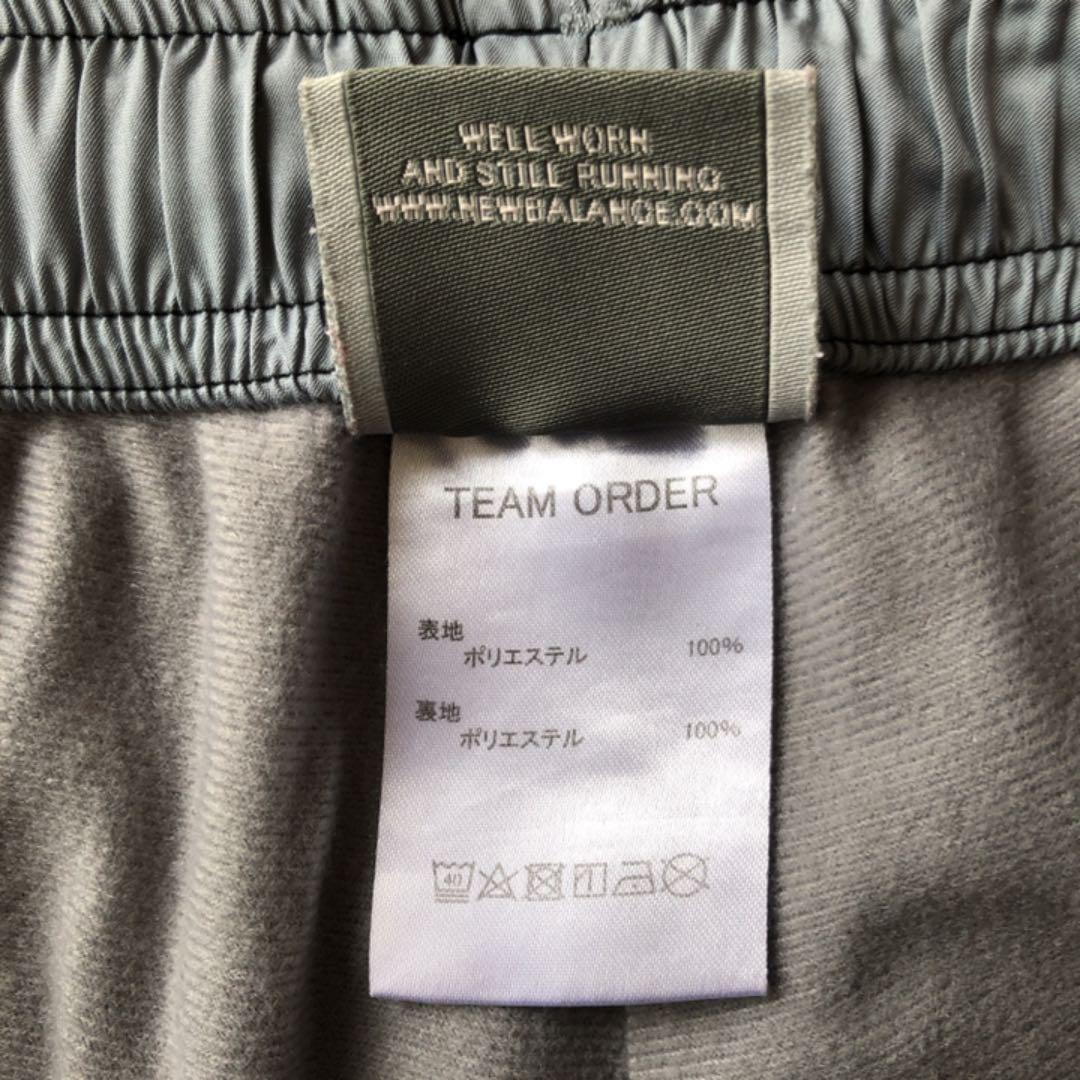 WELL WORN
AND STILL RUNNING
WWW.NEWBALANCE.COM
TEAM ORDER
表地
ポリエステル 100%
裏地
ポリエステル 100%
40